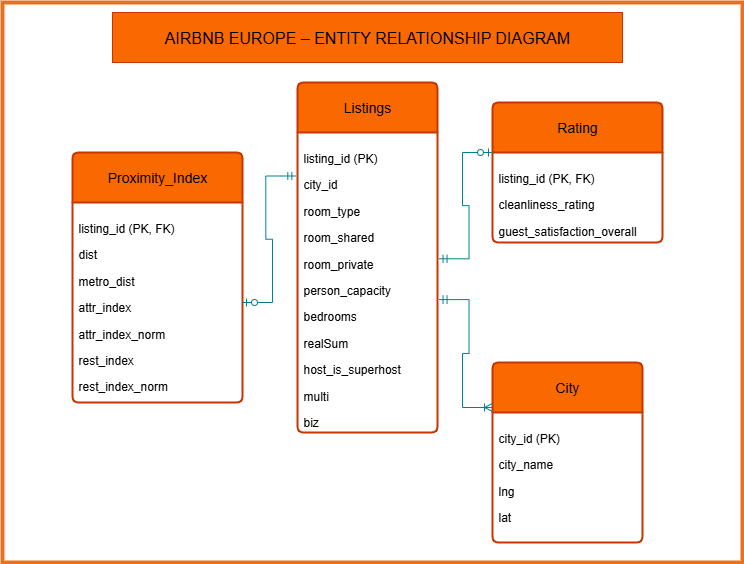 AIRBNB EUROPE – ENTITY RELATIONSHIP DIAGRAM
Proximity_Index
listing_id (PK, FK)
dist
metro_dist
attr_index
attr_index_norm
rest_index
rest_index_norm
Listings
listing_id (PK)
city_id
room_type
room_shared
room_private
person_capacity
bedrooms
realSum
host_is_superhost
multi
biz
Rating
listing_id (PK, FK)
cleanliness_rating
guest_satisfaction_overall
City
city_id (PK)
city_name
lng
lat